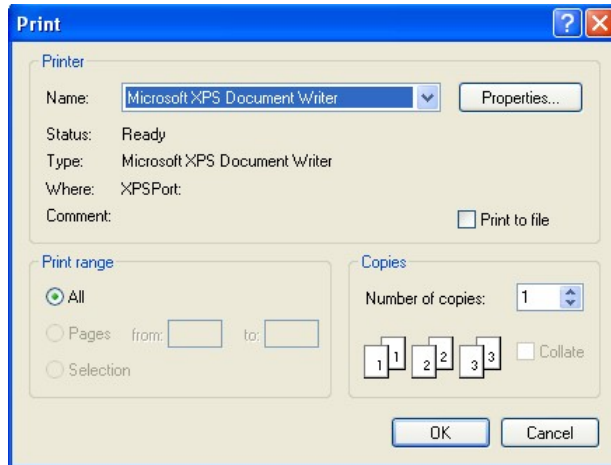 Print
Printer
Name: Microsoft XPS Document Writer Properties...
Status: Ready
Type: Microsoft XPS Document Writer
Where: XPSPort:
Comment: Print to file
Print range
All
Pages from: to:
Selection
Copies
Number of copies: 1
1 1 2 2 3 3 Collate
OK Cancel